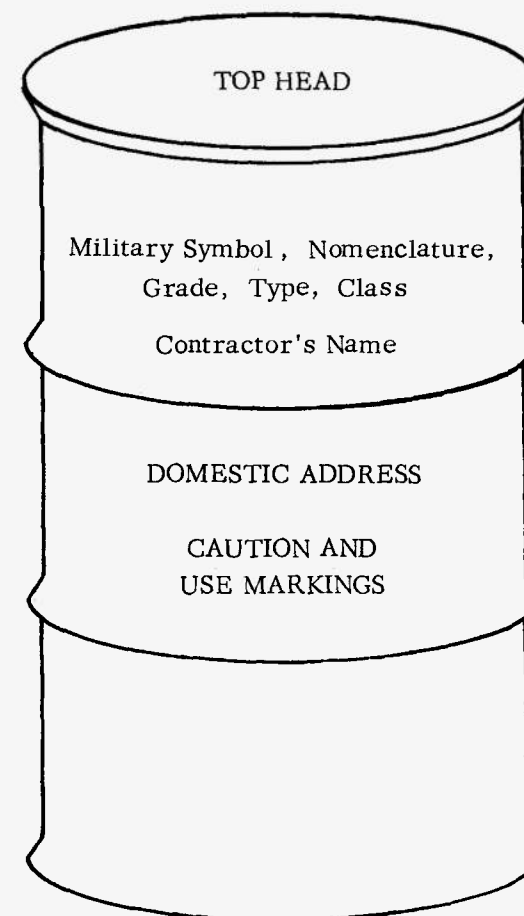 TOP HEAD
Military Symbol, Nomenclature,
Grade, Type, Class
Contractor's Name
DOMESTIC ADDRESS
CAUTION AND
USE MARKINGS